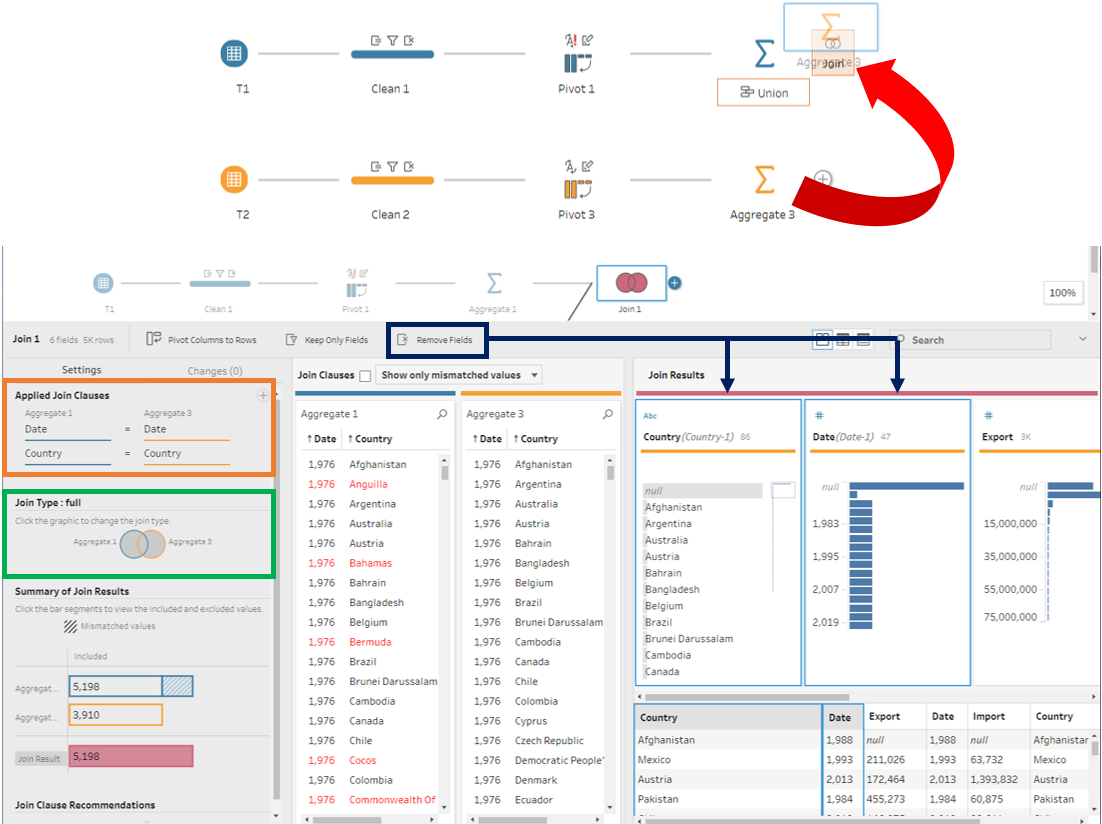 Aggregate 3
Join
T1
Clean 1
Pivot 1
Union
T2
Clean 2
Pivot 3
Aggregate 3
T1
Clean 1
Pivot 1
Aggregate 1
Join 1
100%
Join 1 6 fields 5K rows
Pivot Columns to Rows
Keep Only Fields
Remove Fields
Search
Settings
Changes (0)
Applied Join Clauses
Aggregate 1 Aggregate 3
Date = Date
Country = Country
Join Type : full
Click the graphic to change the join type.
Aggregate 1 Aggregate 3
Summary of Join Results
Click the bar segments to view the included and excluded values.
Mismatched values
Included
Aggregat... 5,198
Aggregat... 3,910
Join Result 5,198
Join Clause Recommendations
Join Clauses Show only mismatched values
Aggregate 1
Date Country
1,976 Afghanistan
1,976 Anguilla
1,976 Argentina
1,976 Australia
1,976 Austria
1,976 Bahamas
1,976 Bahrain
1,976 Bangladesh
1,976 Belgium
1,976 Bermuda
1,976 Brazil
1,976 Brunei Darussalam
1,976 Cambodia
1,976 Canada
1,976 Chile
1,976 Cocos
1,976 Colombia
1,976 Commonwealth Of
Aggregate 3
Date Country
1,976 Afghanistan
1,976 Argentina
1,976 Australia
1,976 Austria
1,976 Bahrain
1,976 Bangladesh
1,976 Belgium
1,976 Brazil
1,976 Brunei Darussalam
1,976 Cambodia
1,976 Canada
1,976 Chile
1,976 Colombia
1,976 Cyprus
1,976 Czech Republic
1,976 Democratic People'
1,976 Denmark
1,976 Ecuador
Join Results
Abc
Country (Country-1) 86
null
Afghanistan
Argentina
Australia
Austria
Bahrain
Bangladesh
Belgium
Brazil
Brunei Darussalam
Cambodia
Canada
#
Date (Date-1) 47
null
1,983
1,995
2,007
2,019
#
Export 3K
null
15,000,000
35,000,000
55,000,000
75,000,000
Country Date Export Date Import Country
Afghanistan 1,988 null 1,988 null Afghanistar
Mexico 1,993 211,026 1,993 63,732 Mexico
Austria 2,013 172,464 2,013 1,393,832 Austria
Pakistan 1,984 455,273 1,984 60,875 Pakistan